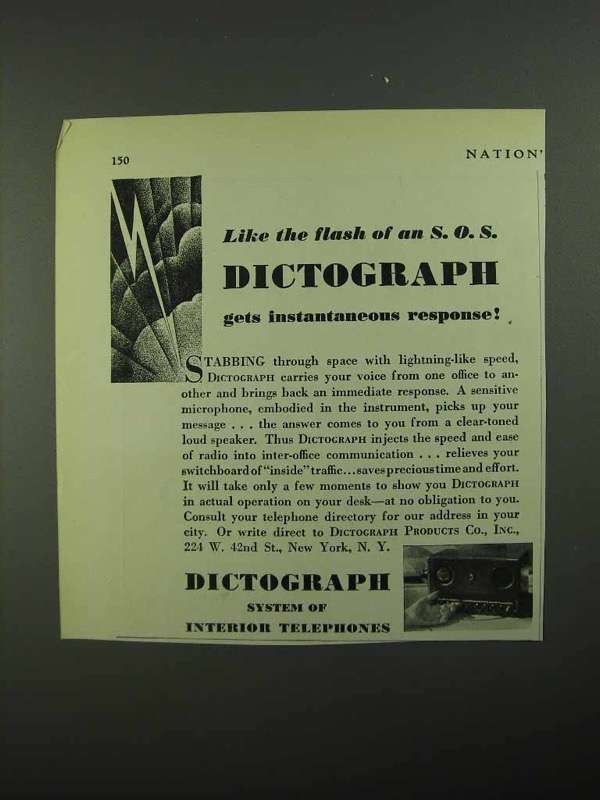 150
NATION'
Like the flash of an S. O. S.
DICTOGRAPH
gets instantaneous response!
STABBING through space with lightning-like speed,
DICTOGRAPH carries your voice from one office to an-
other and brings back an immediate response. A sensitive
microphone, embodied in the instrument, picks up your
message . . . the answer comes to you from a clear-toned
loud speaker. Thus DICTOGRAPH injects the speed and ease
of radio into inter-office communication . . . relieves your
switchboard of "inside" traffic...saves precious time and effort.
It will take only a few moments to show you DICTOGRAPH
in actual operation on your desk—at no obligation to you.
Consult your telephone directory for our address in your
city. Or write direct to DICTOGRAPH PRODUCTS CO., INC.,
224 W. 42nd St., New York, N. Y.
DICTOGRAPH
SYSTEM OF
INTERIOR TELEPHONES